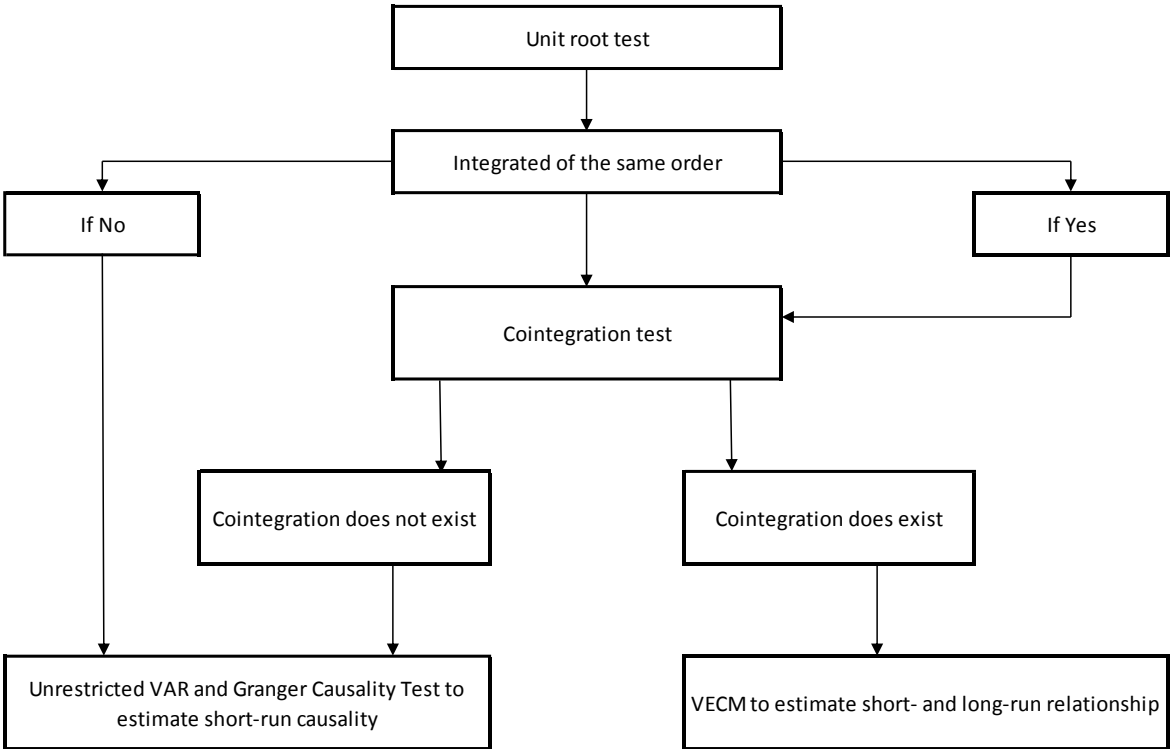 Unit root test
Integrated of the same order
If No
If Yes
Cointegration test
Cointegration does not exist
Cointegration does exist
Unrestricted VAR and Granger Causality Test to
estimate short-run causality
VECM to estimate short- and long-run relationship